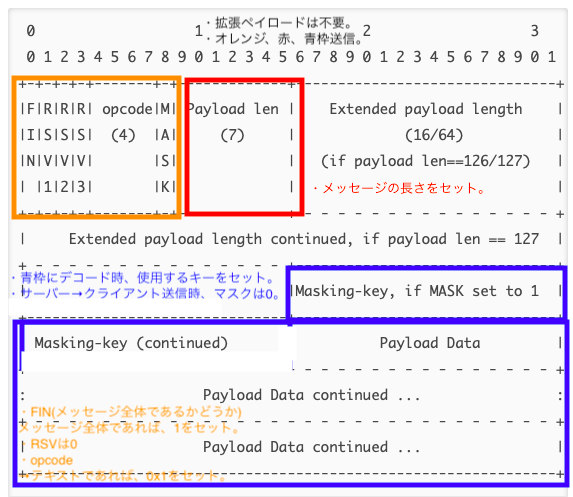 ・拡張ペイロードは不要。
0 1 2 3
・オレンジ、赤、青枠送信。
0 1 2 3 4 5 6 7 8 9 0 1 2 3 4 5 6 7 8 9 0 1 2 3 4 5 6 7 8 9 0 1
+-+-+-+-+-------+-+-------------+-------------------------------+
|F|R|R|R| opcode|M| Payload len | Extended payload length |
|I|S|S|S| (4) |A| (7) | (16/64) |
|N|V|V|V| |S| | (if payload len==126/127) |
| |1|2|3| |K| | ・メッセージの長さをセット。 |
+-+-+-+-+-------+-+-------------+ - - - - - - - - - - - - - - - +
| Extended payload length continued, if payload len == 127 |
・青枠にデコード時、使用するキーをセット。
・サーバー→クライアント送信時、マスクは0。 |Masking-key, if MASK set to 1 |
Masking-key (continued) Payload Data |
: Payload Data continued ... :
・FIN(メッセージ全体であるかどうか)
メッセージ全体であれば、1をセット。
・RSVは0 Payload Data continued ... |
・opcode
→テキストであれば、0x1をセット。